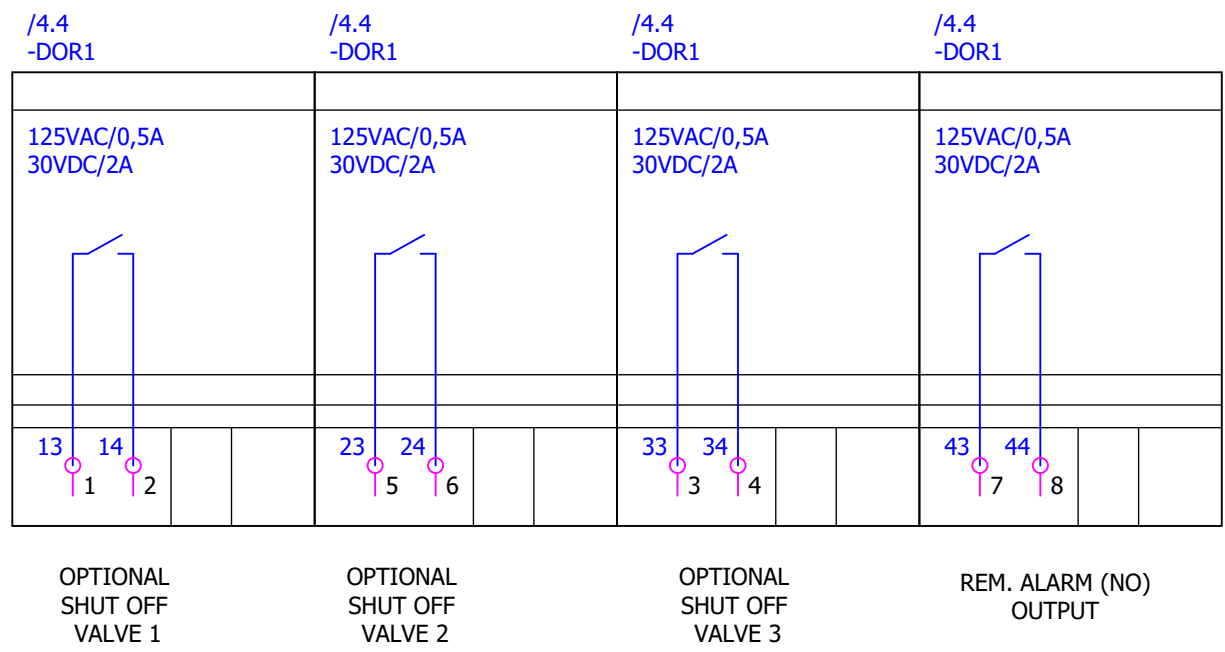 /4.4
-DOR1
/4.4
-DOR1
/4.4
-DOR1
/4.4
-DOR1
125VAC/0,5A
30VDC/2A
125VAC/0,5A
30VDC/2A
125VAC/0,5A
30VDC/2A
125VAC/0,5A
30VDC/2A
13 14
1 2
23 24
5 6
33 34
3 4
43 44
7 8
OPTIONAL
SHUT OFF
VALVE 1
OPTIONAL
SHUT OFF
VALVE 2
OPTIONAL
SHUT OFF
VALVE 3
REM. ALARM (NO)
OUTPUT